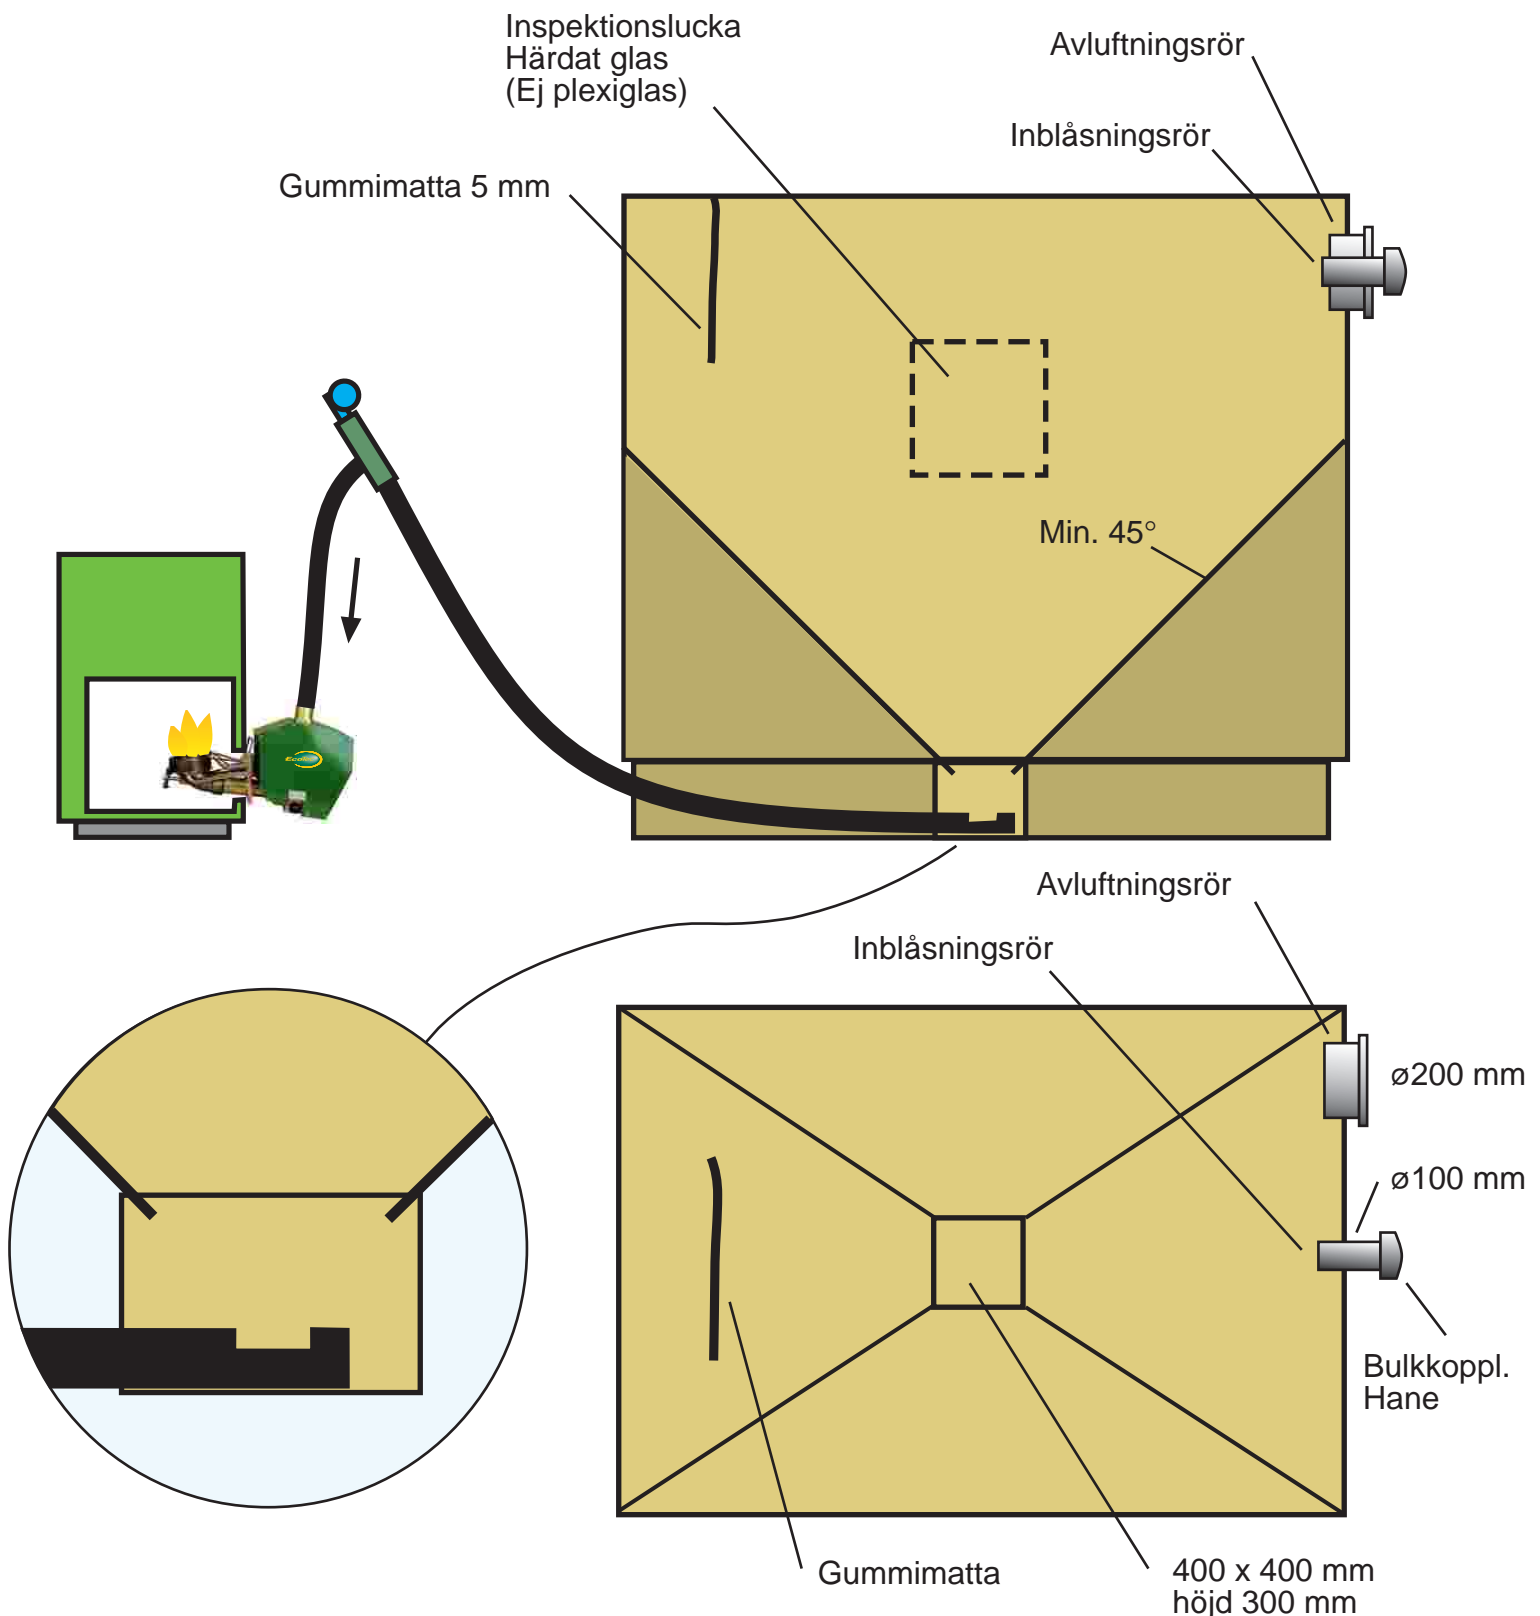 Inspektionslucka
Härdat glas
(Ej plexiglas)
Avluftningsrör
Inblåsningsrör
Gummimatta 5 mm
Min. 45°
Avluftningsrör
Inblåsningsrör
ø200 mm
ø100 mm
Bulkkoppl.
Hane
Gummimatta
400 x 400 mm
höjd 300 mm